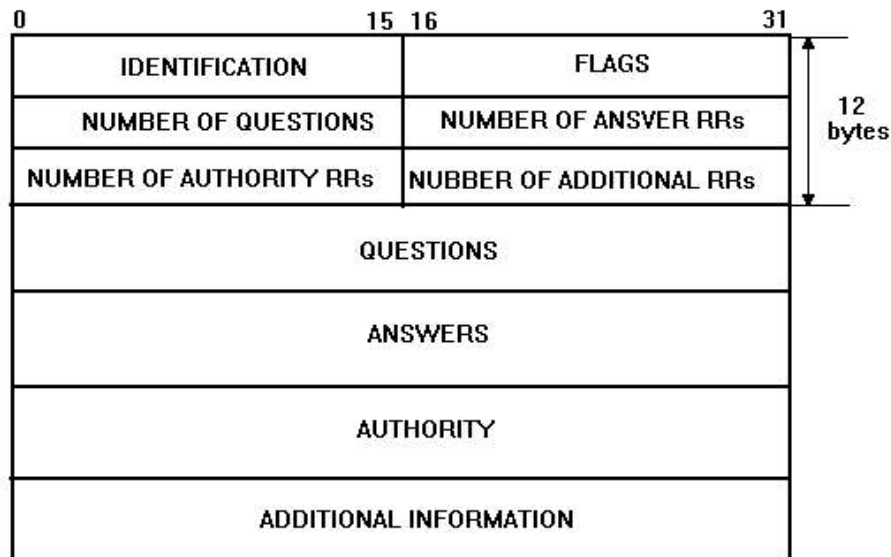 0 15 16 31
IDENTIFICATION FLAGS
NUMBER OF QUESTIONS NUMBER OF ANSVER RRs
12
bytes
NUMBER OF AUTHORITY RRs NUBBER OF ADDITIONAL RRs
QUESTIONS
ANSWERS
AUTHORITY
ADDITIONAL INFORMATION